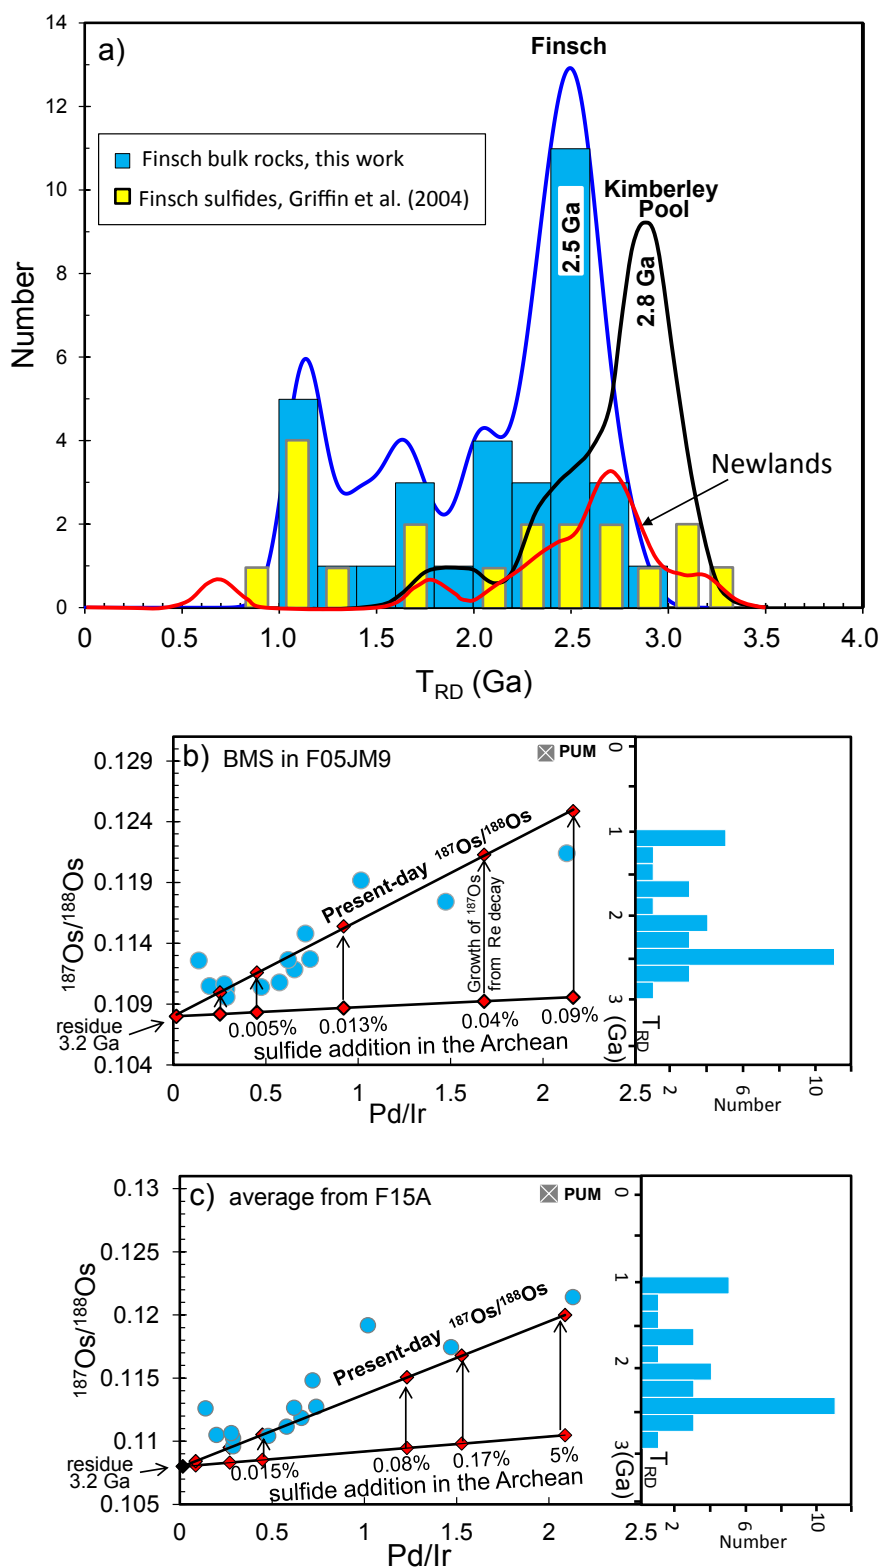 a)
Finsch
Finsch bulk rocks, this work
Finsch sulfides, Griffin et al. (2004)
Kimberley
Pool
2.5 Ga
2.8 Ga
Newlands
Number
14
12
10
8
6
4
2
0
0 0.5 1.0 1.5 2.0 2.5 3.0 3.5 4.0
TRD (Ga)
b) BMS in F05JM9
PUM
187Os/188Os
0.129
0.124
0.119
0.114
0.109
0.104
Present-day 187Os/188Os
Growth of 187Os
from Re decay
residue
3.2 Ga
0.005% 0.013% 0.04% 0.09%
sulfide addition in the Archean
0 0.5 1 1.5 2 2.5
Pd/Ir
0
1
2
3
TRD
(Ga)
2 6 10
Number
c) average from F15A
PUM
187Os/188Os
0.13
0.125
0.12
0.115
0.11
0.105
Present-day 187Os/188Os
residue
3.2 Ga
0.015% 0.08% 0.17% 5%
sulfide addition in the Archean
0 0.5 1 1.5 2 2.5
Pd/Ir
0
1
2
3
TRD
(Ga)
2 6 10
Number